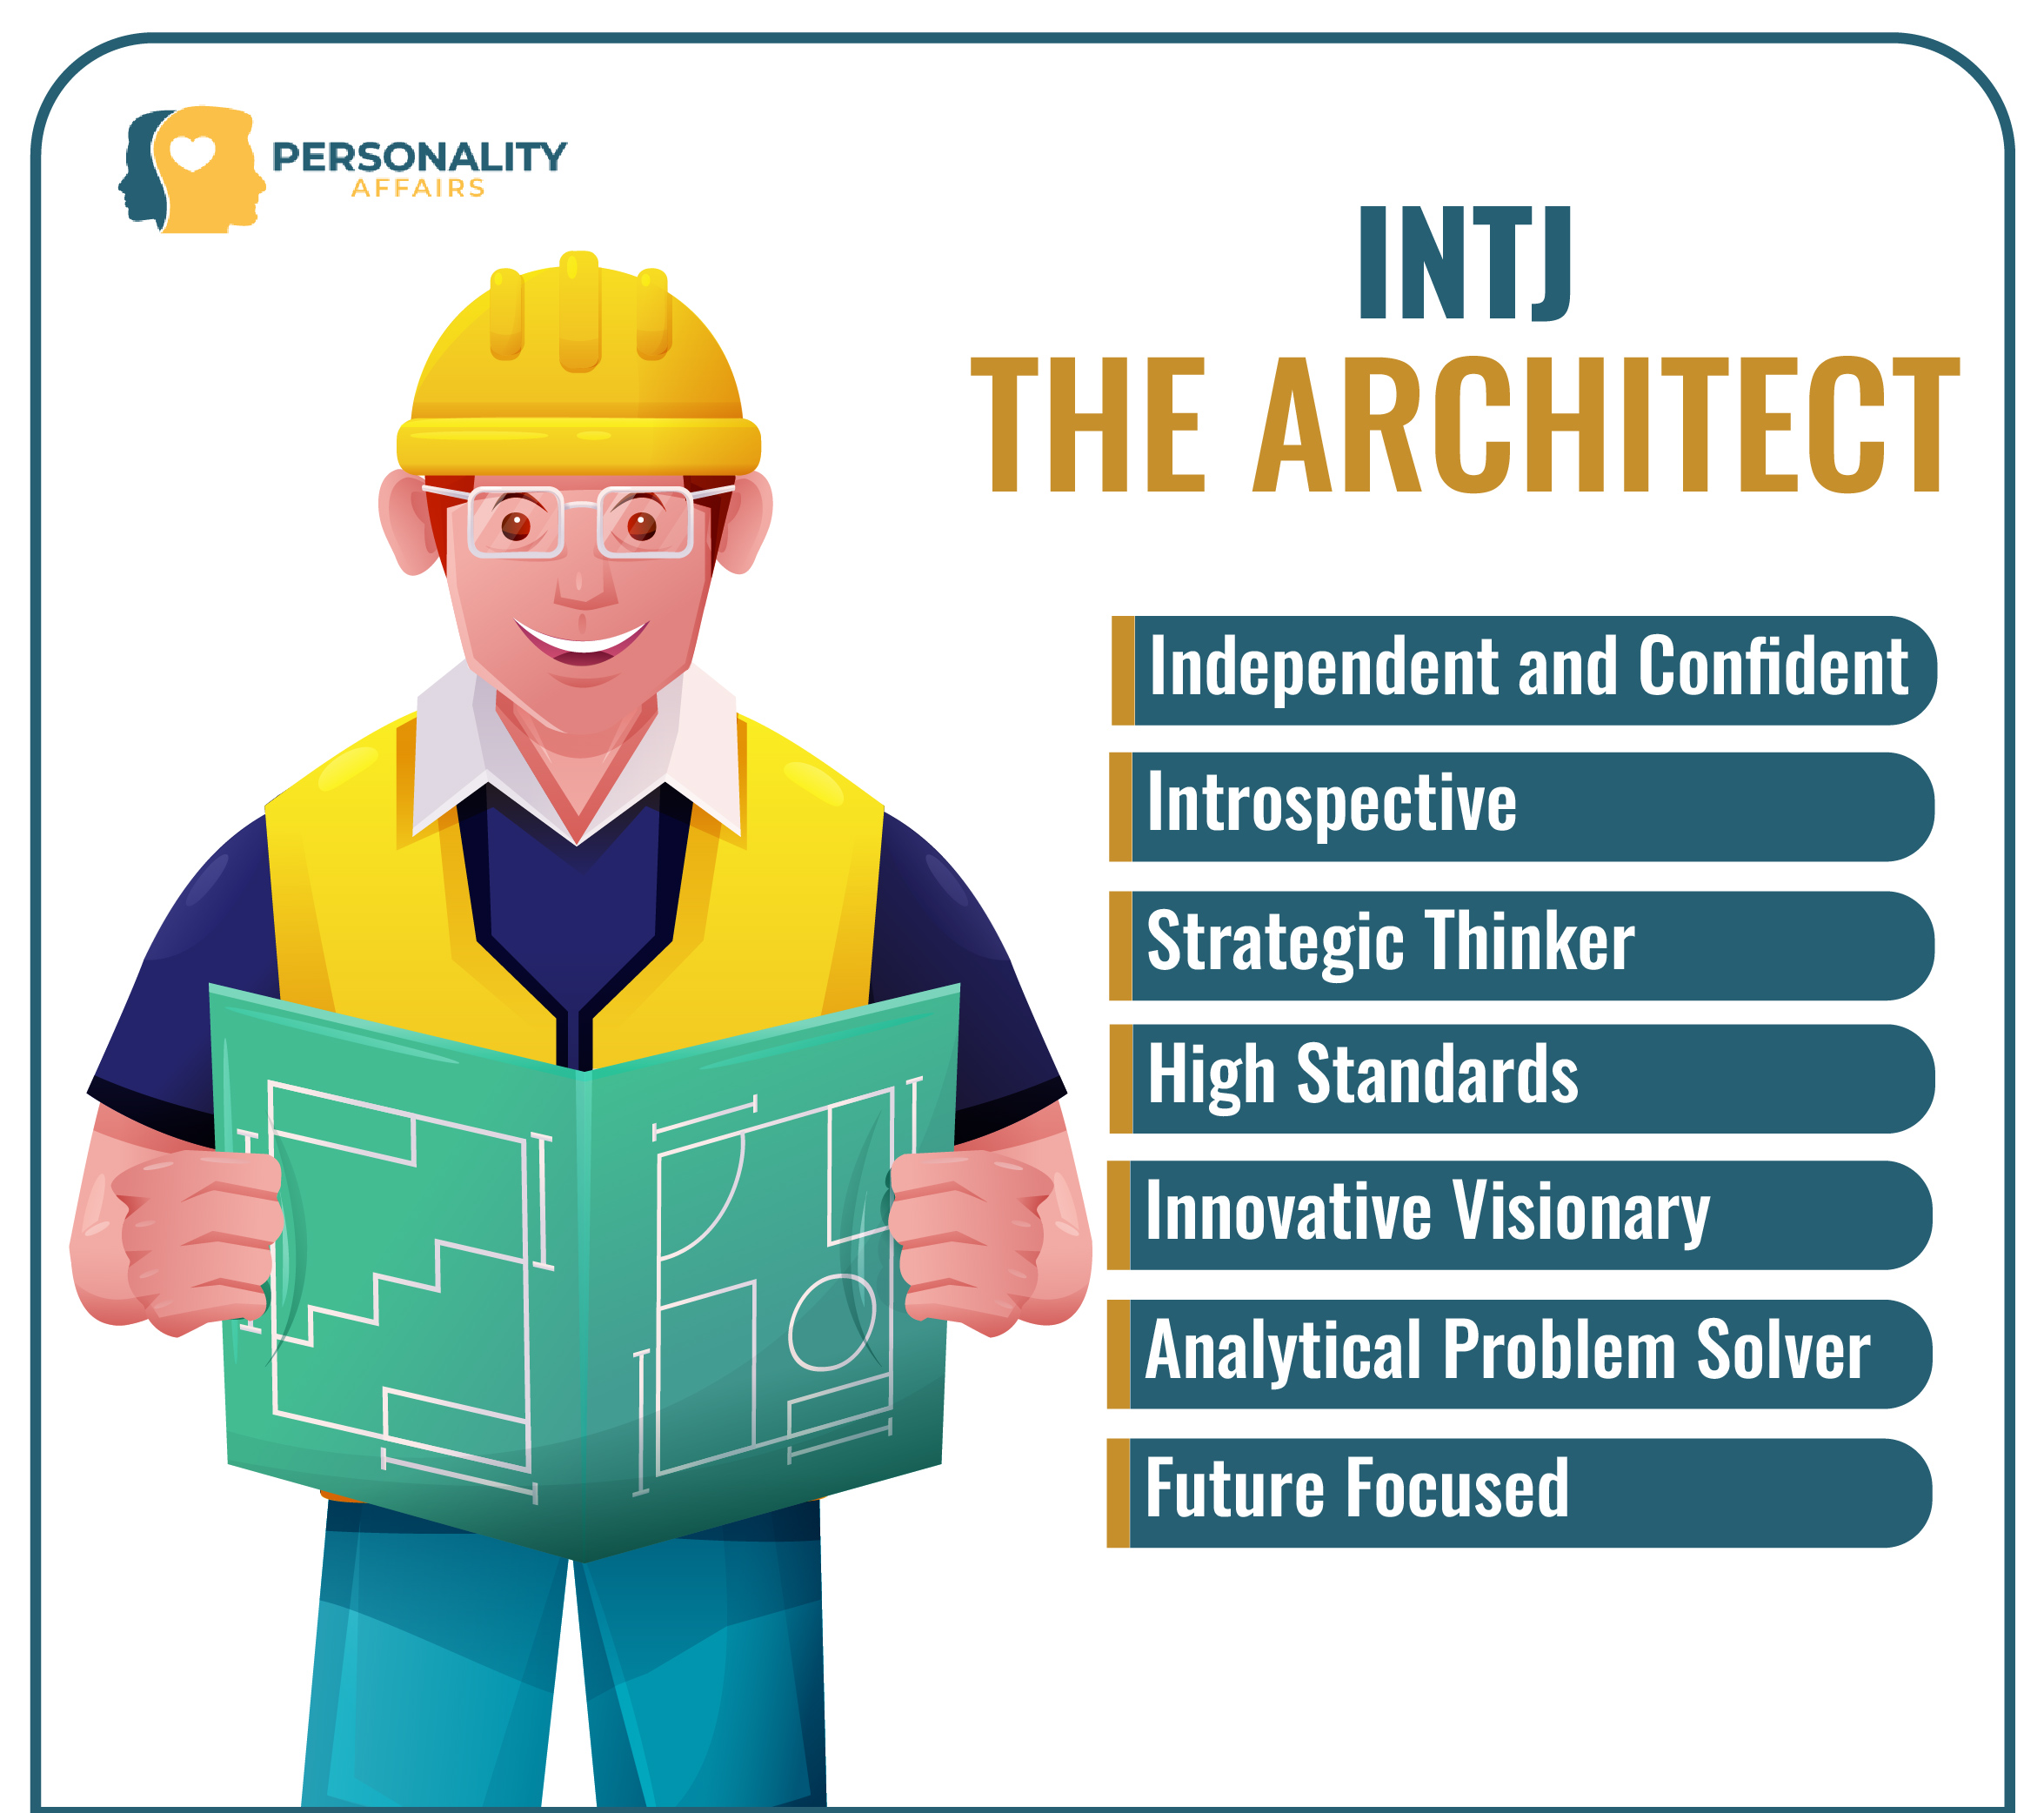 PERSONALITY
AFFAIRS
INTJ
THE ARCHITECT
Independent and Confident
Introspective
Strategic Thinker
High Standards
Innovative Visionary
Analytical Problem Solver
Future Focused